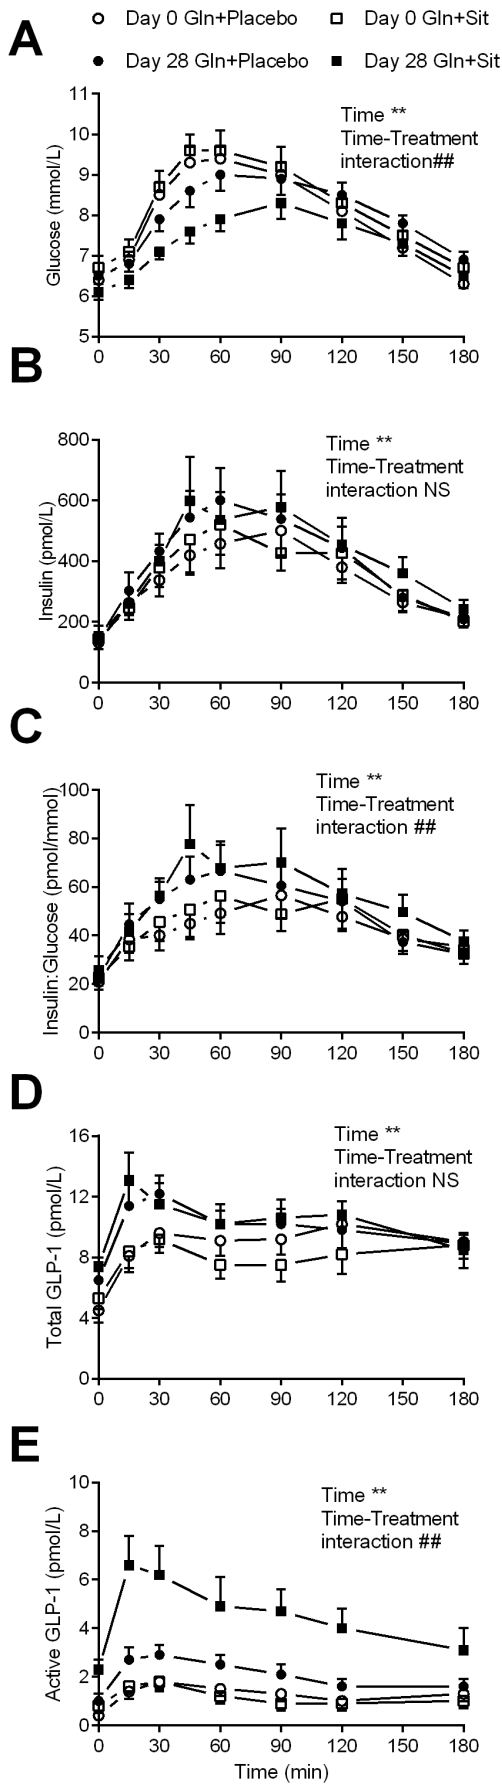 A
Day 0 Gln+Placebo Day 0 Gln+Sit
Day 28 Gln+Placebo Day 28 Gln+Sit
Glucose (mmol/L)
11
10
9
8
7
6
5
Time **
Time-Treatment
interaction##
0 30 60 90 120 150 180
B
Insulin (pmol/L)
800
600
400
200
0
Time **
Time-Treatment
interaction NS
0 30 60 90 120 150 180
C
Insulin:Glucose (pmol/mmol)
100
80
60
40
20
0
Time **
Time-Treatment
interaction ##
0 30 60 90 120 150 180
D
Total GLP-1 (pmol/L)
16
12
8
4
0
Time **
Time-Treatment
interaction NS
0 30 60 90 120 150 180
E
Active GLP-1 (pmol/L)
10
8
6
4
2
0
Time **
Time-Treatment
interaction ##
0 30 60 90 120 150 180
Time (min)